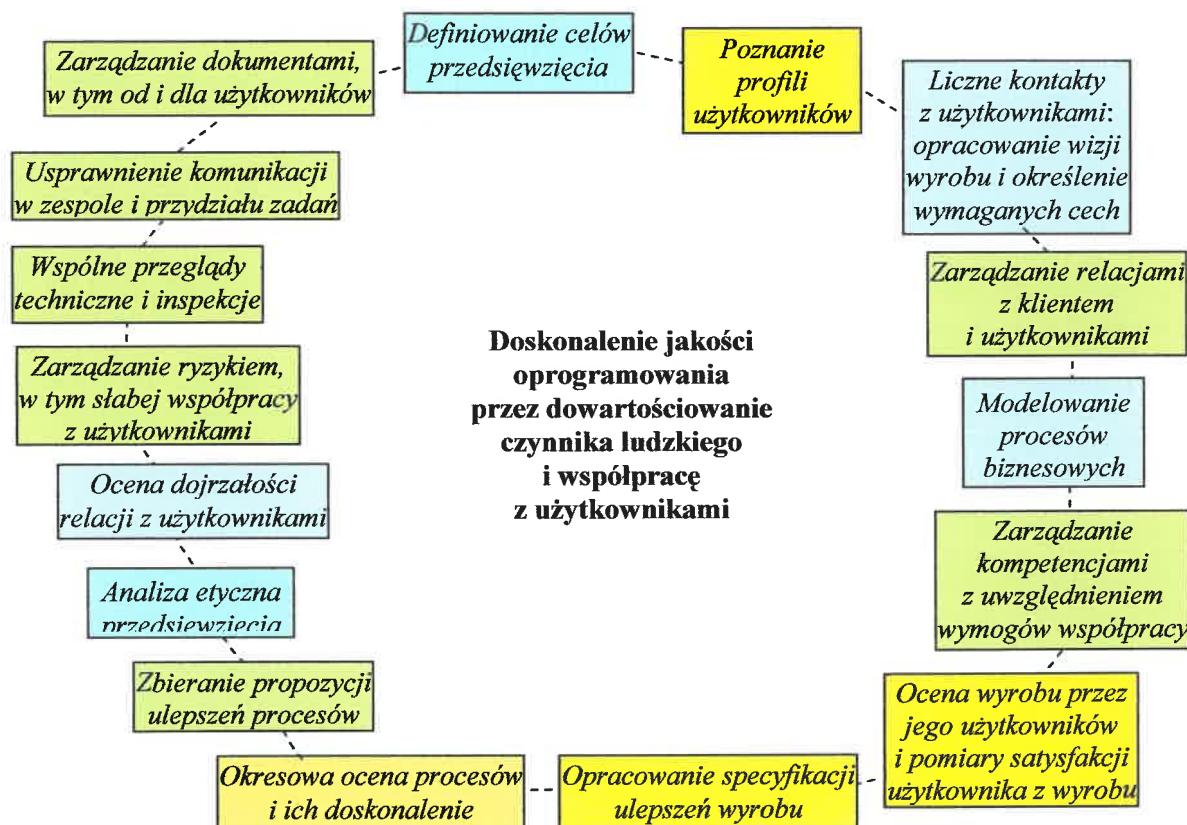 Definiowanie celów
przedsięwzięcia
Poznanie
profili
użytkowników
Liczne kontakty
z użytkownikami:
opracowanie wizji
wyrobu i określenie
wymaganych cech
Zarządzanie relacjami
z klientem
i użytkownikami
Modelowanie
procesów
biznesowych
Zarządzanie
kompetencjami
z uwzględnieniem
wymogów współpracy
Ocena wyrobu przez
jego użytkowników
i pomiary satysfakcji
użytkownika z wyrobu
Opracowanie specyfikacji
ulepszeń wyrobu
Okresowa ocena procesów
i ich doskonalenie
Zbieranie propozycji
ulepszeń procesów
Analiza etyczna
przedsięwzięcia
Ocena dojrzałości
relacji z użytkownikami
Zarządzanie ryzykiem,
w tym słabej współpracy
z użytkownikami
Wspólne przeglądy
techniczne i inspekcje
Usprawnienie komunikacji
w zespole i przydziału zadań
Zarządzanie dokumentami,
w tym od i dla użytkowników
Doskonalenie jakości
oprogramowania
przez dowartościowanie
czynnika ludzkiego
i współpracę
z użytkownikami